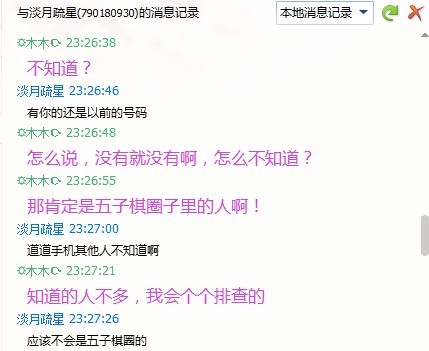 与淡月疏星(790180930)的消息记录
本地消息记录
木木 23:26:38
不知道？
淡月疏星 23:26:46
有你的还是以前的号码
木木 23:26:48
怎么说，没有就没有啊，怎么不知道？
木木 23:26:55
那肯定是五子棋圈子里的人啊！
淡月疏星 23:27:00
道道手机其他人不知道啊
木木 23:27:21
知道的人不多，我会个个排查的
淡月疏星 23:27:26
应该不会是五子棋圈的